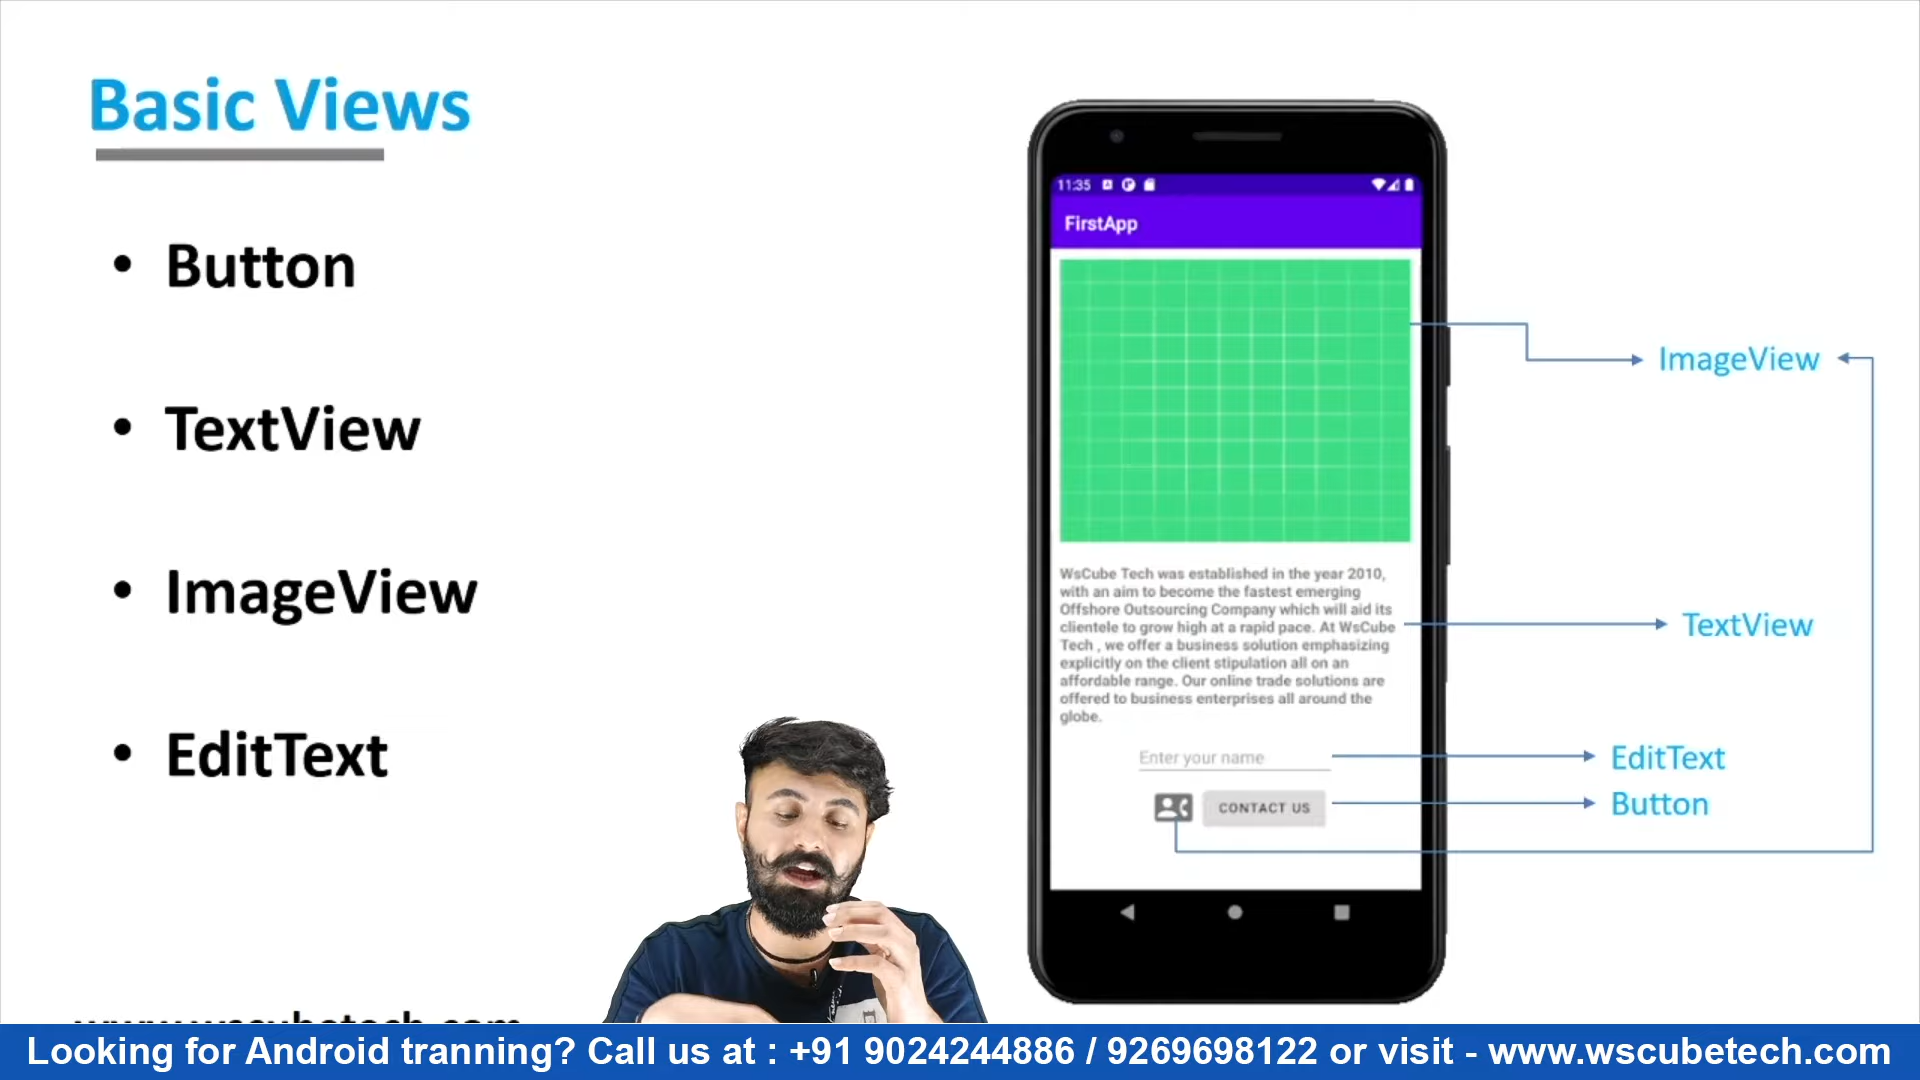 Basic Views
• Button
• TextView
• ImageView
• EditText
11:35
FirstApp
WsCube Tech was established in the year 2010,
with an aim to become the fastest emerging
Offshore Outsourcing Company which will aid its
clientele to grow high at a rapid pace. At WsCube
Tech , we offer a business solution emphasizing
explicitly on the client stipulation all on an
affordable range. Our online trade solutions are
offered to business enterprises all around the
globe.
Enter your name
CONTACT US
ImageView
TextView
EditText
Button
www.wscubetech.com
Looking for Android tranning? Call us at : +91 9024244886 / 9269698122 or visit - www.wscubetech.com